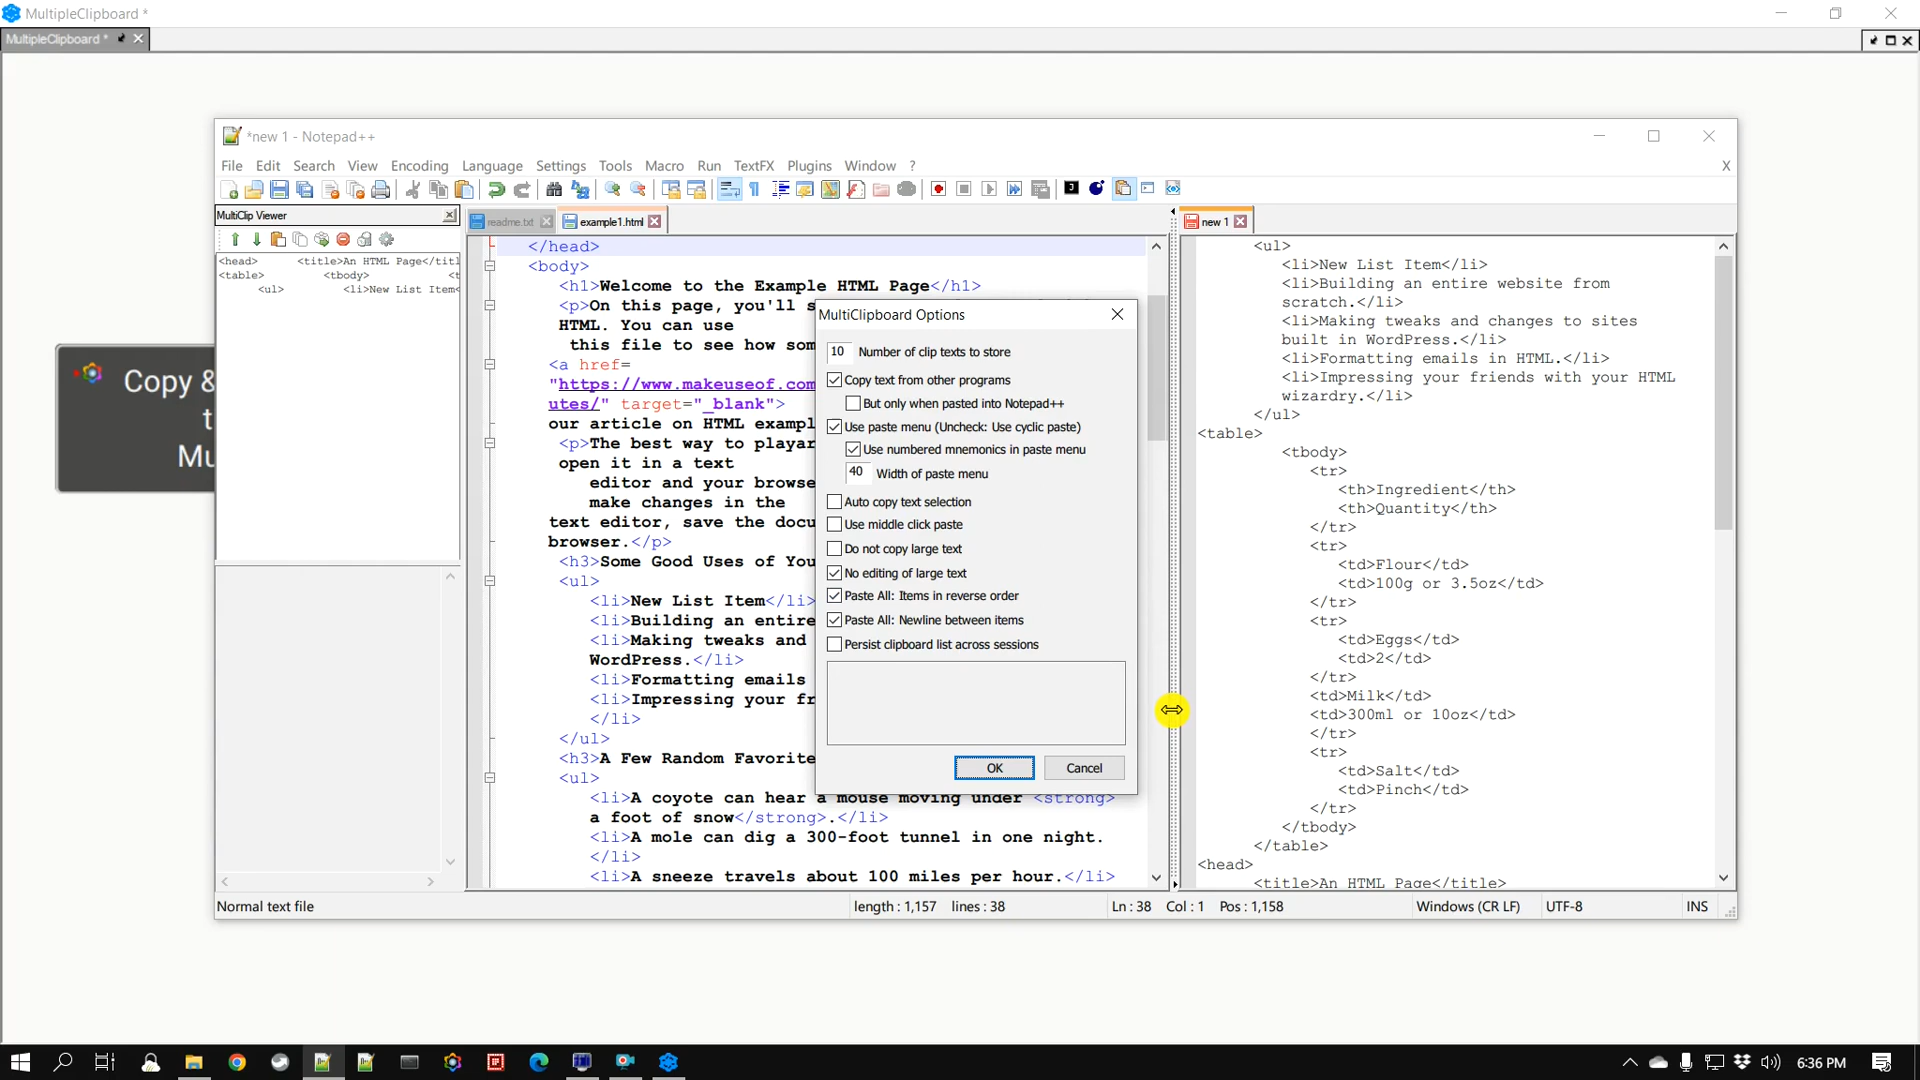 MultipleClipboard *
MultipleClipboard *
Copy &
t
Mu
*new 1 - Notepad++
File Edit Search View Encoding Language Settings Tools Macro Run TextFX Plugins Window ?
X
MultiClip Viewer
<head> <title>An HTML Page</titl
<table> <tbody> <t
<ul> <li>New List Item<
readme.txt
example1.html
</head>
<body>
<h1>Welcome to the Example HTML Page</h1>
<p>On this page, you'll s
HTML. You can use
this file to see how som
<a href=
"https://www.makeuseof.com
utes/" target="_blank">
our article on HTML exampl
<p>The best way to playar
open it in a text
editor and your browse
make changes in the
text editor, save the docu
browser.</p>
<h3>Some Good Uses of You
<ul>
<li>New List Item</li>
<li>Building an entire
<li>Making tweaks and
WordPress.</li>
<li>Formatting emails
<li>Impressing your fr
</li>
</ul>
<h3>A Few Random Favorite
<ul>
<li>A coyote can hear a mouse moving under <strong>
a foot of snow</strong>.</li>
<li>A mole can dig a 300-foot tunnel in one night.
</li>
<li>A sneeze travels about 100 miles per hour.</li>
MultiClipboard Options
10 Number of clip texts to store
Copy text from other programs
But only when pasted into Notepad++
Use paste menu (Uncheck: Use cyclic paste)
Use numbered mnemonics in paste menu
40 Width of paste menu
Auto copy text selection
Use middle click paste
Do not copy large text
No editing of large text
Paste All: Items in reverse order
Paste All: Newline between items
Persist clipboard list across sessions
OK Cancel
new 1
<ul>
<li>New List Item</li>
<li>Building an entire website from
scratch.</li>
<li>Making tweaks and changes to sites
built in WordPress.</li>
<li>Formatting emails in HTML.</li>
<li>Impressing your friends with your HTML
wizardry.</li>
</ul>
<table>
<tbody>
<tr>
<th>Ingredient</th>
<th>Quantity</th>
</tr>
<tr>
<td>Flour</td>
<td>100g or 3.5oz</td>
</tr>
<tr>
<td>Eggs</td>
<td>2</td>
</tr>
<td>Milk</td>
<td>300ml or 10oz</td>
</tr>
<tr>
<td>Salt</td>
<td>Pinch</td>
</tr>
</tbody>
</table>
<head>
<title>An HTML Page</title>
Normal text file
length : 1,157 lines : 38
Ln : 38 Col : 1 Pos : 1,158
Windows (CR LF)
UTF-8
INS
6:36 PM